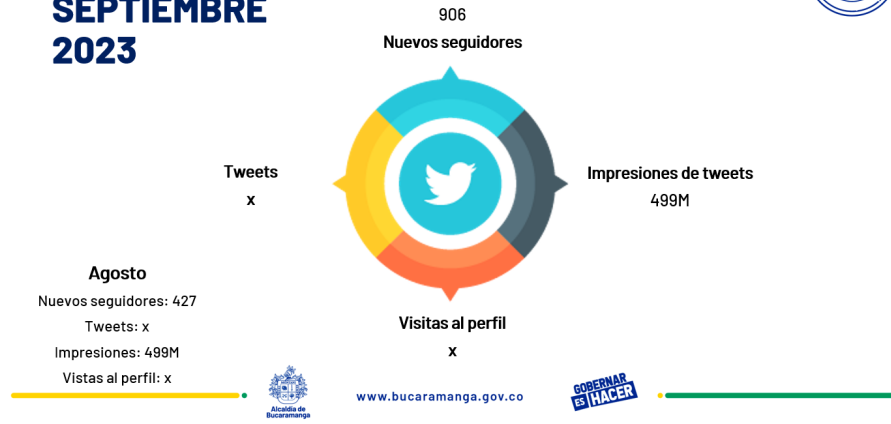 SEPTIEMBRE
2023
906
Nuevos seguidores
Tweets
x
Impresiones de tweets
499M
Visitas al perfil
x
Agosto
Nuevos seguidores: 427
Tweets: x
Impresiones: 499M
Vistas al perfil: x
Alcaldía de
Bucaramanga
www.bucaramanga.gov.co
GOBERNAR
ES HACER